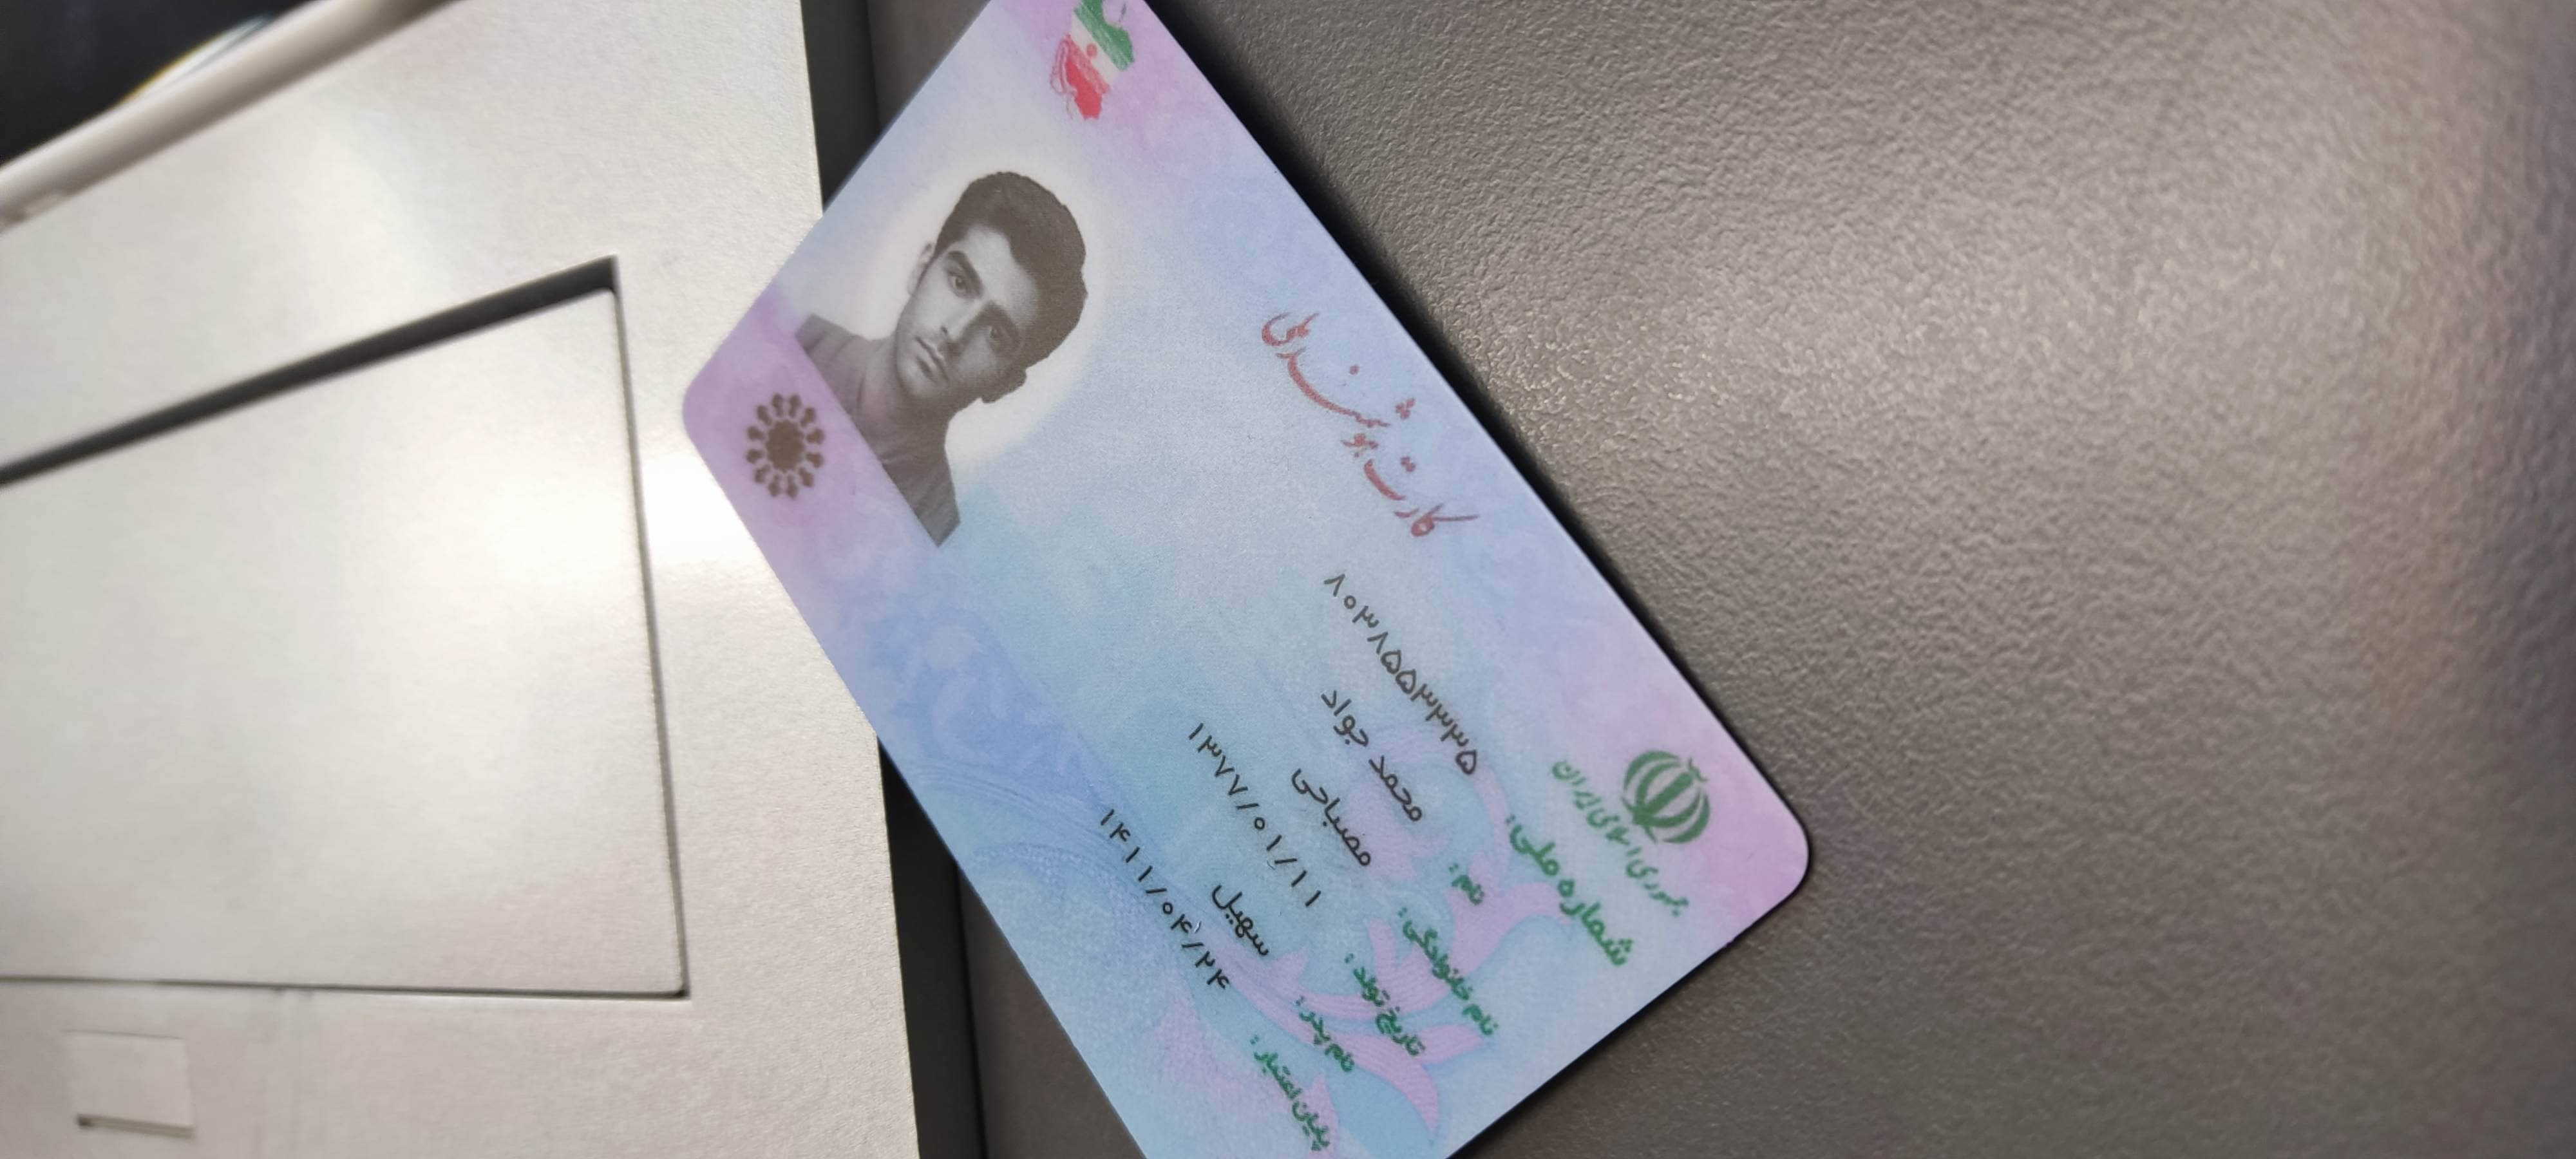 کارت هوشمند ملی
جمهوری اسلامی ایران
شماره ملی: ۸۰۳۸۵۵۳۳۳۵
نام: محمد جواد
نام خانوادگی: مصباحی
تاریخ تولد: ۱۳۷۷/۰۱/۱۱
نام پدر: سهیل
پایان اعتبار: ۱۴۱۱/۰۴/۲۴